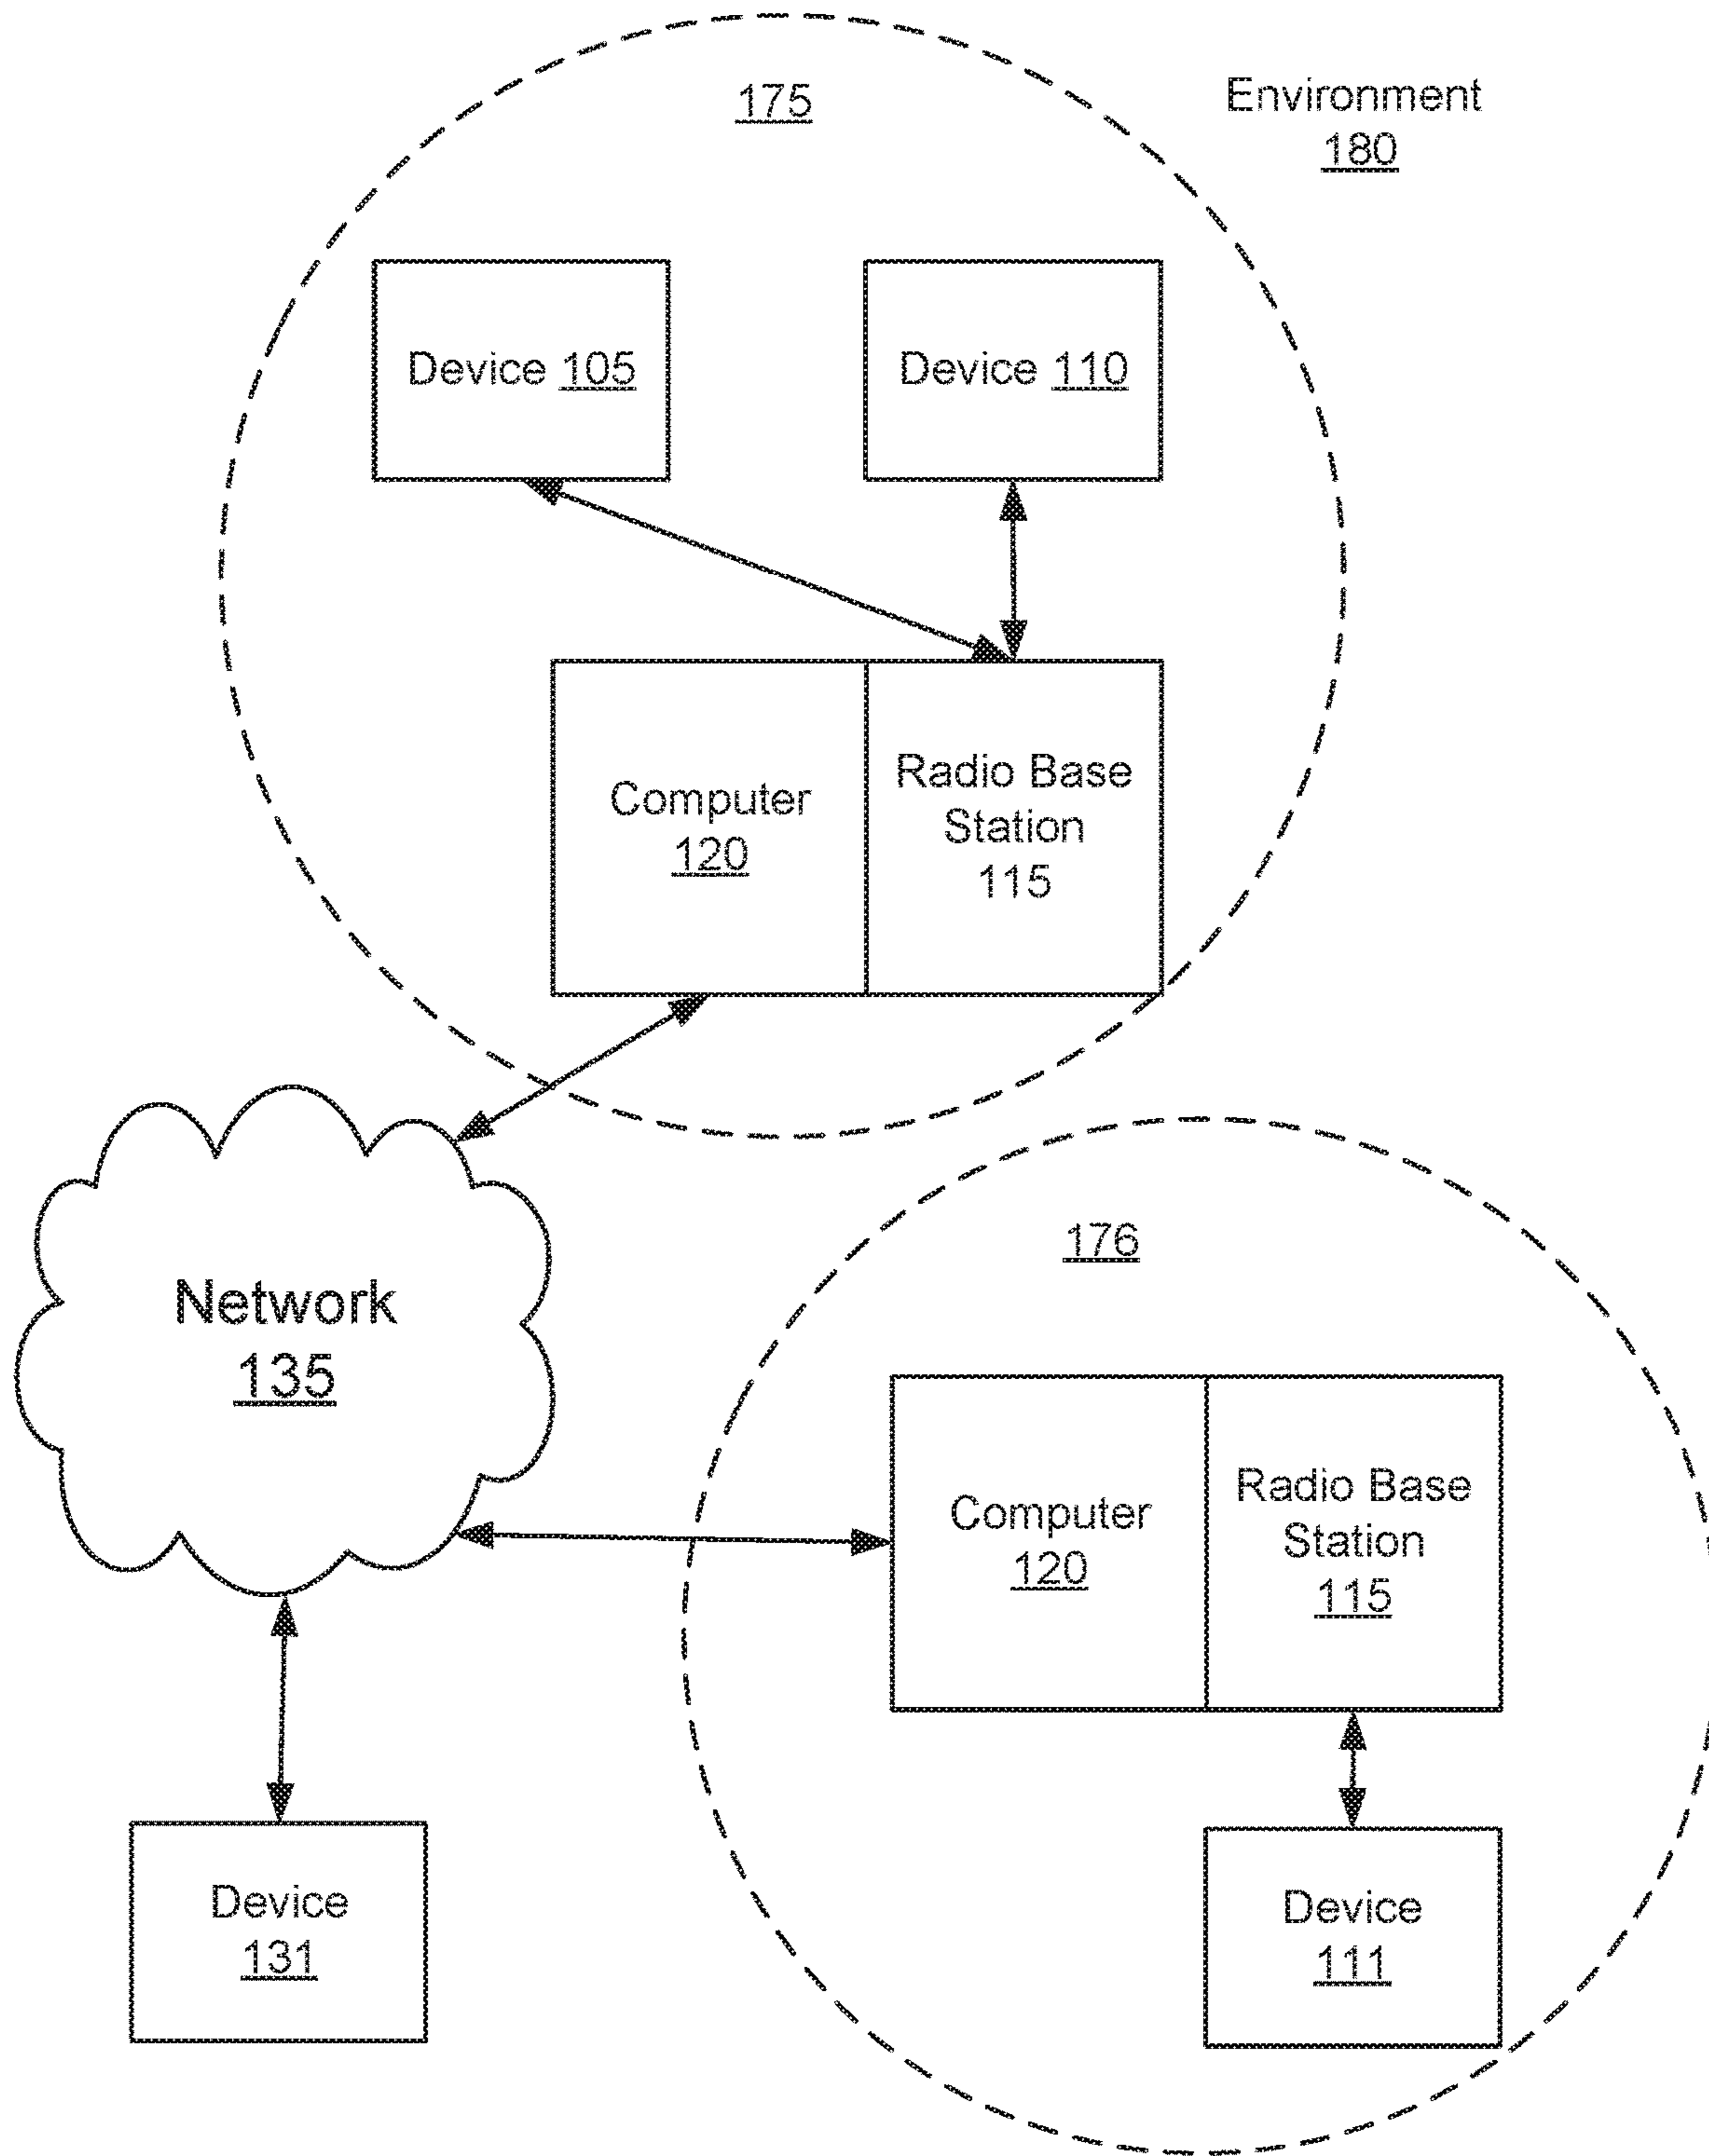 175
Environment
180
Device 105
Device 110
Computer
120
Radio Base
Station
115
Network
135
176
Computer
120
Radio Base
Station
115
Device
131
Device
111